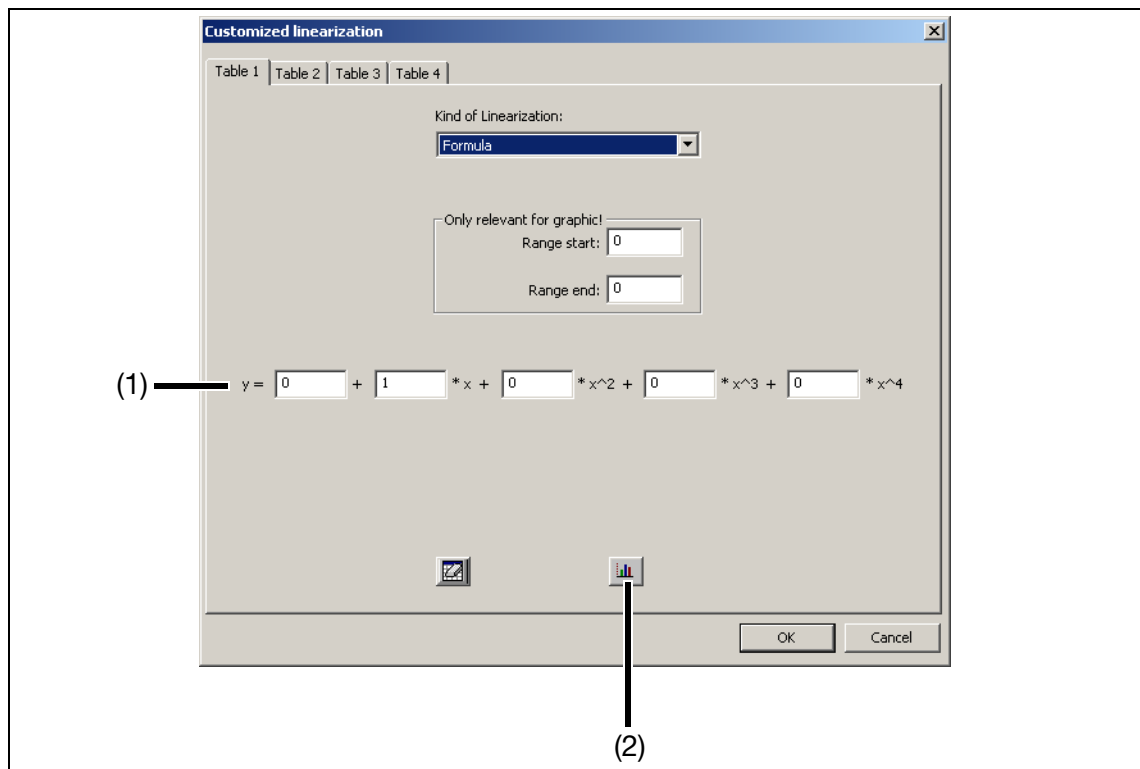 Customized linearization
Table 1 Table 2 Table 3 Table 4
Kind of Linearization:
Formula
Only relevant for graphic!
Range start: 0
Range end: 0
(1) y = 0 + 1 * x + 0 * x^2 + 0 * x^3 + 0 * x^4
OK Cancel
(2)